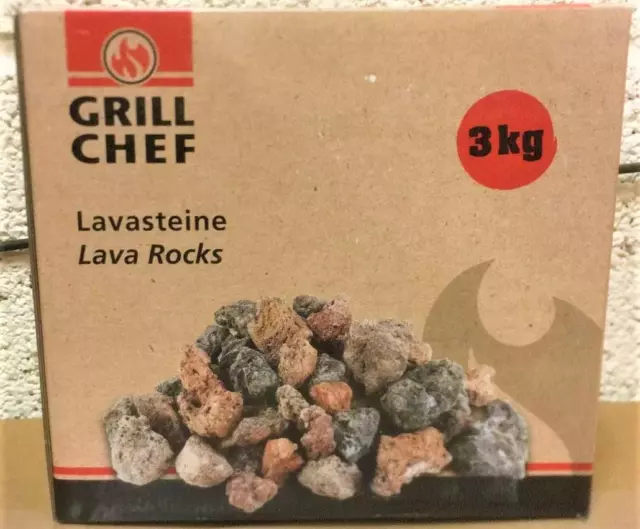 GRILL
CHEF
3kg
Lavasteine
Lava Rocks